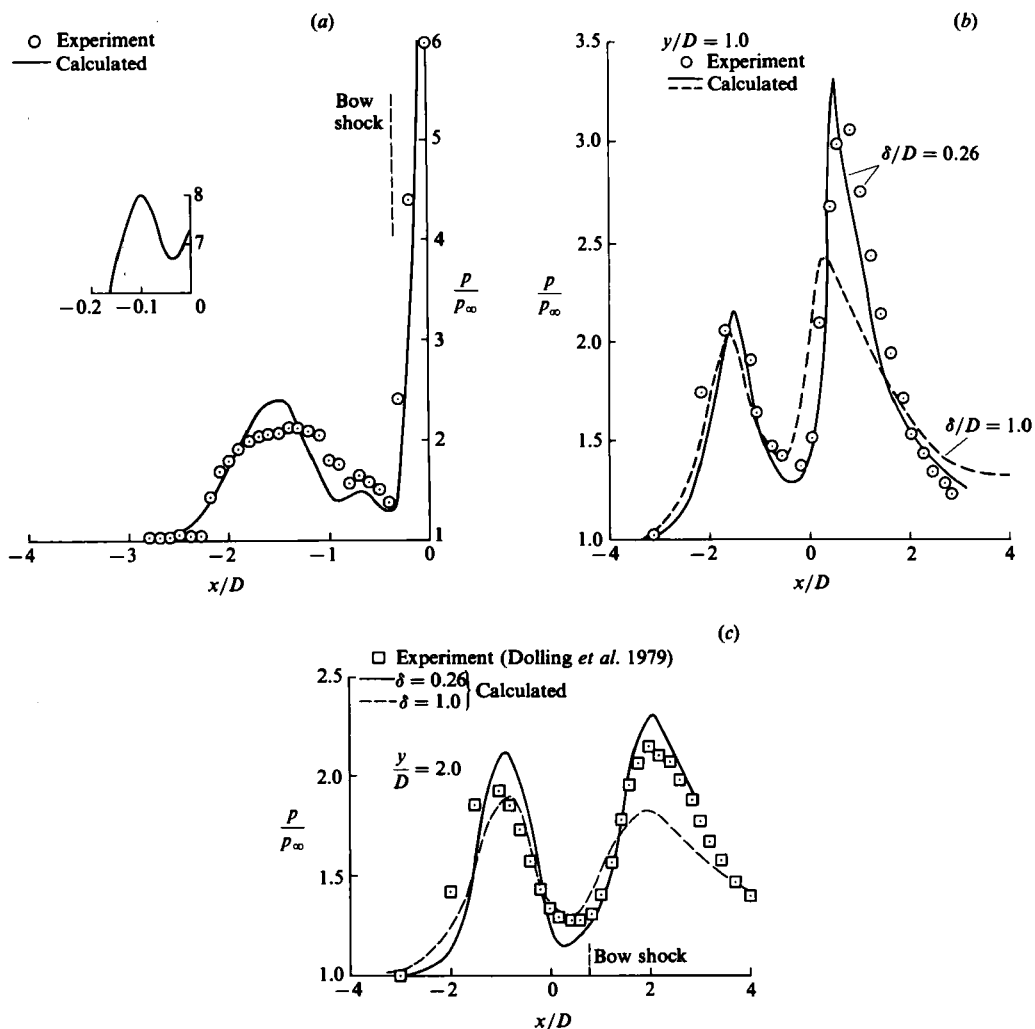 (a)
Experiment
Calculated
Bow
shock
6
5
4
3
2
1
p
p∞
8
7
−0.2 −0.1 0
−4 −3 −2 −1 0
x/D
(b)
y/D = 1.0
Experiment
Calculated
δ/D = 0.26
δ/D = 1.0
3.5
3.0
2.5
2.0
1.5
1.0
p
p∞
−4 −2 0 2 4
x/D
(c)
Experiment (Dolling et al. 1979)
δ = 0.26
δ = 1.0
Calculated
y
D
= 2.0
2.5
2.0
1.5
1.0
p
p∞
Bow shock
−4 −2 0 2 4
x/D